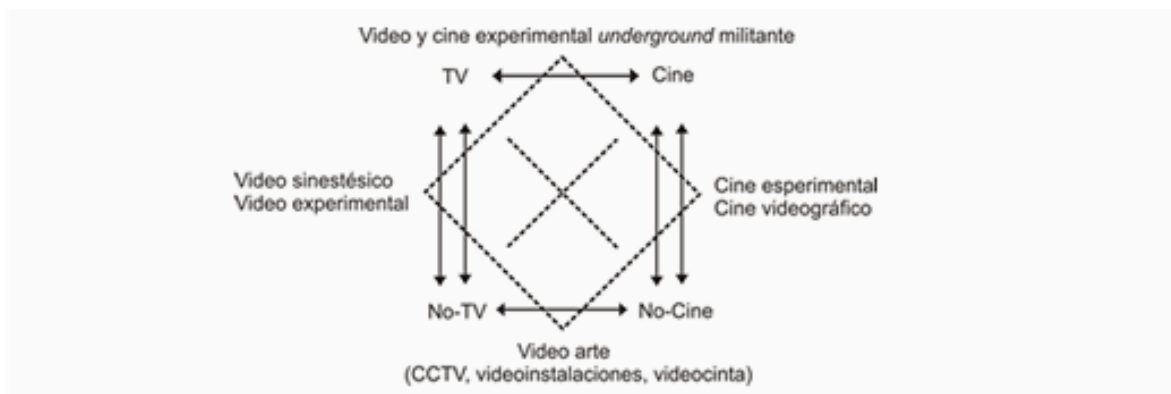 Video y cine experimental underground militante
TV
Cine
Video sinestésico
Video experimental
Cine esperimental
Cine videográfico
No-TV
No-Cine
Video arte
(CCTV, videoinstalaciones, videocinta)